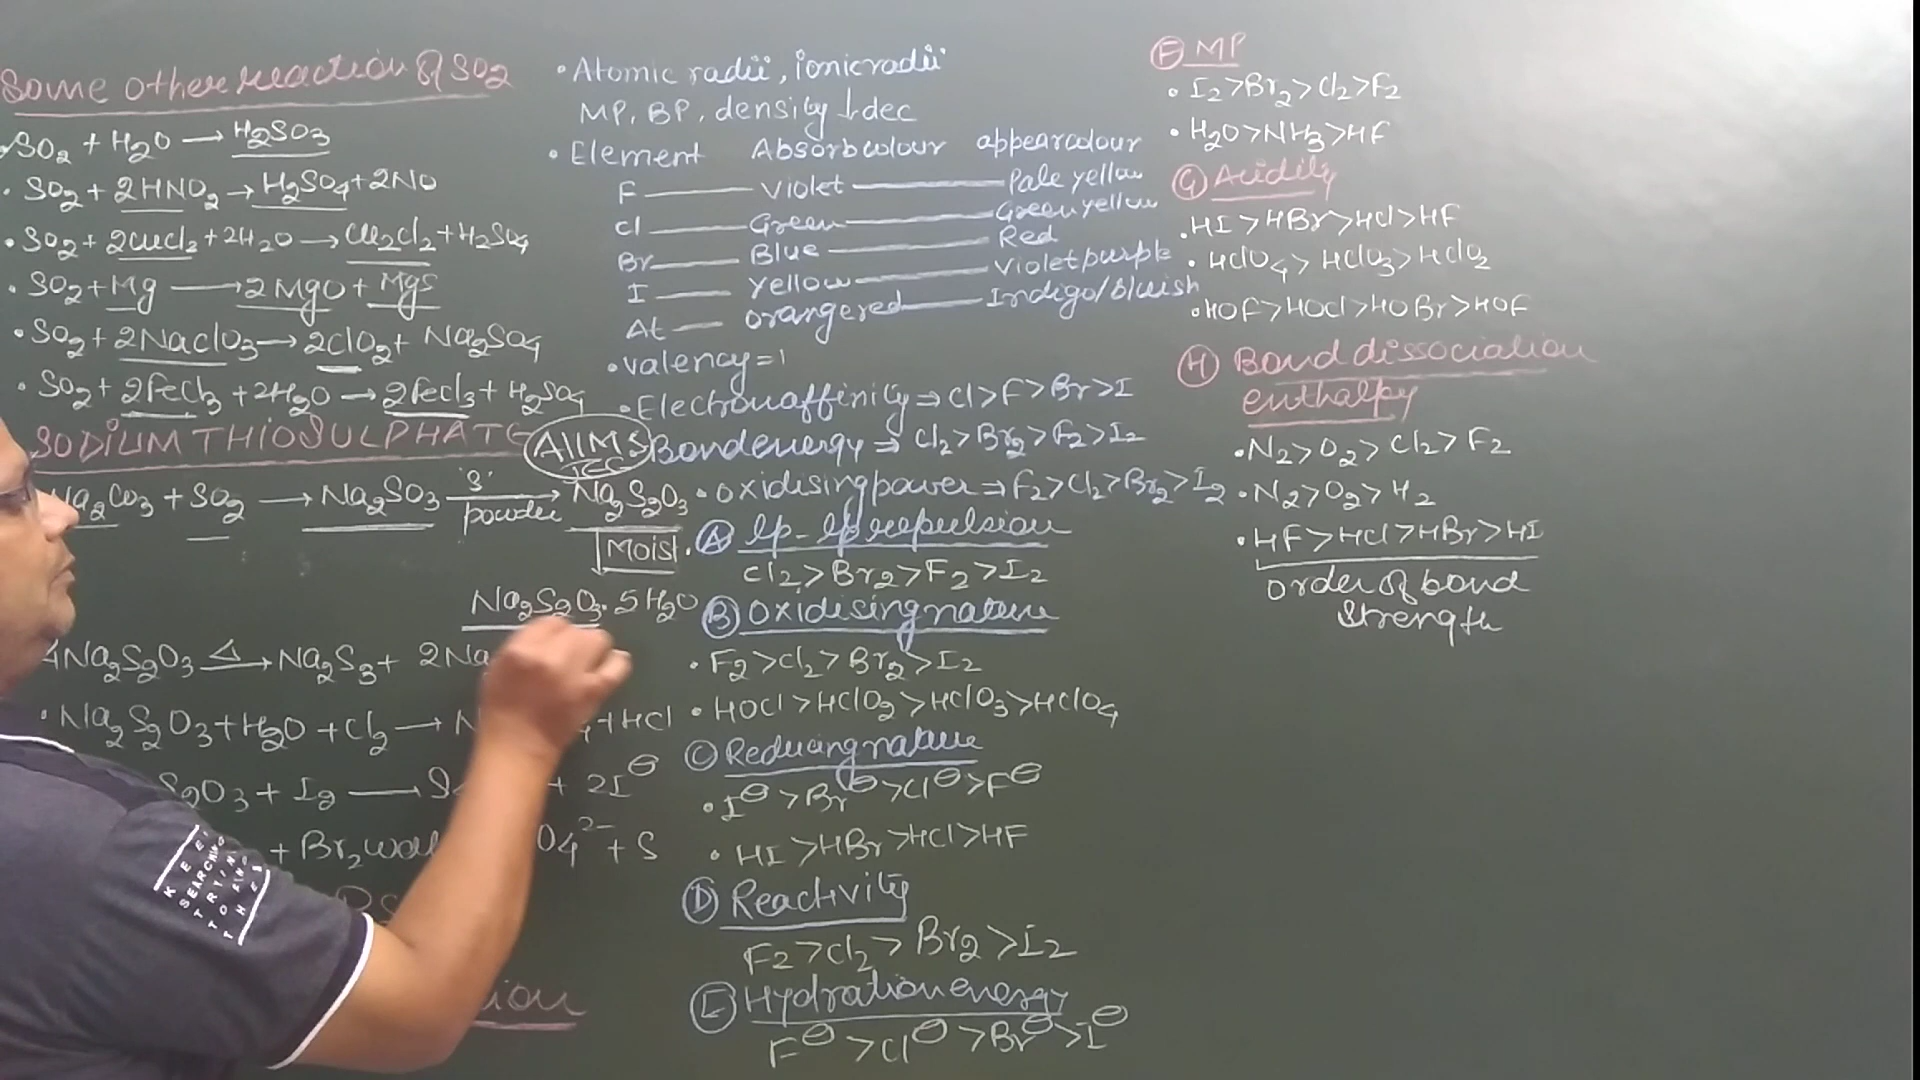 Some other reaction of SO2
• SO2 + H2O → H2SO3
• SO2 + 2HNO2 → H2SO4 + 2NO
• SO2 + 2CuCl2 + 2H2O → Cu2Cl2 + H2SO4
• SO2 + Mg → 2MgO + MgS
• SO2 + 2NaClO3 → 2ClO2 + Na2SO4
• SO2 + 2FeCl3 + 2H2O → 2FeCl3 + H2SO4
SODIUM THIOSULPHATE
AIIMS
JEE
Na2CO3 + SO2 → Na2SO3 'S' powder → Na2S2O3
Moist.
Na2S2O3.5H2O
4Na2S2O3 Δ→ Na2S3 + 2Na
• Na2S2O3 + H2O + Cl2 → + HCl
S2O3 + I2 → + 2I⊖
+ Br2 O4²⁻ + S
KEE
SEARCHING
TRTIN
TOFIND
THES
• Atomic radii, ionic radii
MP, BP, density ↓ dec
• Element Absorb colour appear colour
F — Violet — Pale yellow
Cl — Green — Green yellow
Br — Blue — Red
I — Yellow — Violet purple
At — Orange red — Indigo/bluish
• Valency = 1
• Electron affinity ⇒ Cl > F > Br > I
Bond energy ⇒ Cl2 > Br2 > F2 > I2
• Oxidising power ⇒ F2 > Cl2 > Br2 > I2
• (A) lp-lp repulsion
Cl2 > Br2 > F2 > I2
(B) Oxidising nature
• F2 > Cl2 > Br2 > I2
• HOCl > HClO2 > HClO3 > HClO4
(C) Reducing nature
• I⊖ > Br⊖ > Cl⊖ > F⊖
• HI > HBr > HCl > HF
(D) Reactivity
F2 > Cl2 > Br2 > I2
(E) Hydration energy
F⊖ > Cl⊖ > Br⊖ > I⊖
(F) MP
• I2 > Br2 > Cl2 > F2
• H2O > NH3 > HF
(G) Acidity
• HI > HBr > HCl > HF
• HClO4 > HClO3 > HClO2
• HOF > HOCl > HOBr > HOF
(H) Bond dissociation
enthalpy
• N2 > O2 > Cl2 > F2
• N2 > O2 > H2
• HF > HCl > HBr > HI
order of bond
strength